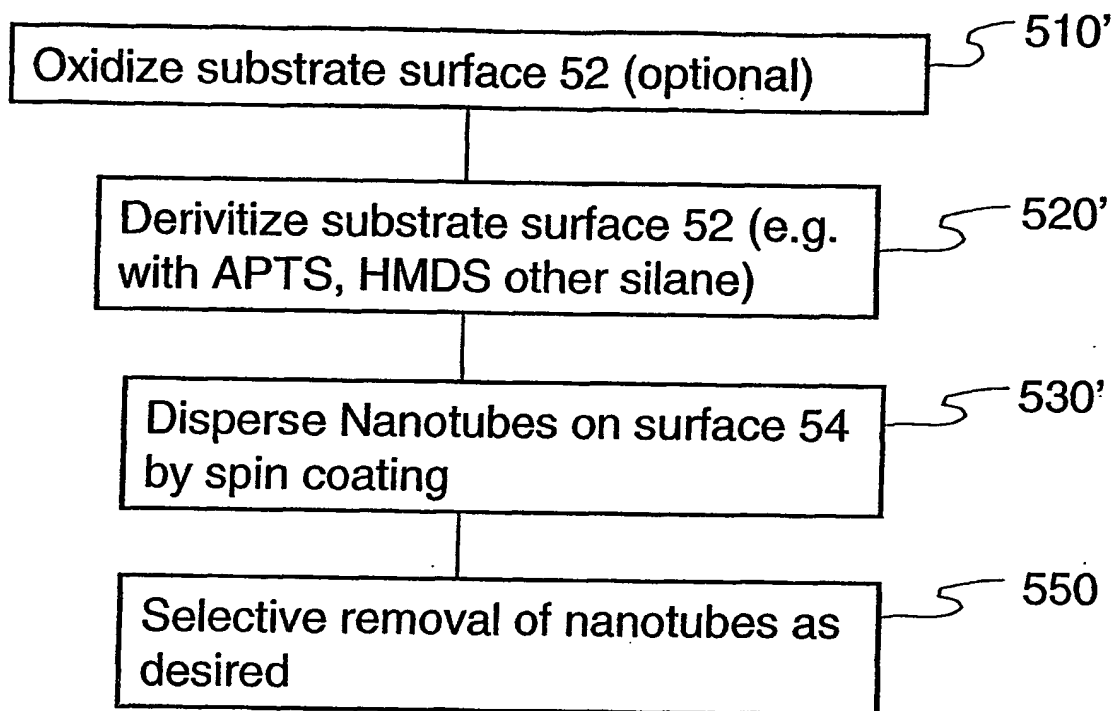 510'
Oxidize substrate surface 52 (optional)
520'
Derivitize substrate surface 52 (e.g.
with APTS, HMDS other silane)
530'
Disperse Nanotubes on surface 54
by spin coating
550
Selective removal of nanotubes as
desired